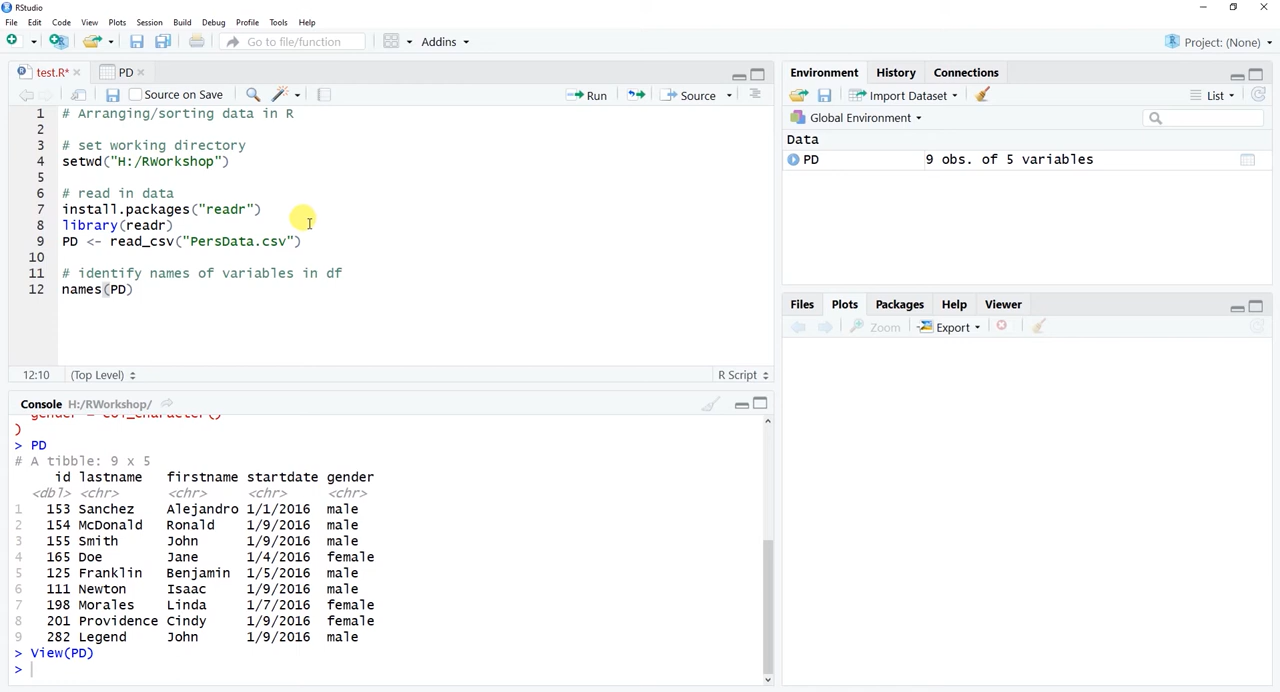 RStudio
File Edit Code View Plots Session Build Debug Profile Tools Help
Go to file/function Addins Project: (None)
test.R* PD
Source on Save Run Source
1 # Arranging/sorting data in R
2
3 # set working directory
4 setwd("H:/RWorkshop")
5
6 # read in data
7 install.packages("readr")
8 library(readr)
9 PD <- read_csv("PersData.csv")
10
11 # identify names of variables in df
12 names(PD)
12:10 (Top Level) R Script
Console H:/RWorkshop/
gender = col_character()
)
> PD
# A tibble: 9 x 5
id lastname firstname startdate gender
<dbl> <chr> <chr> <chr> <chr>
1 153 Sanchez Alejandro 1/1/2016 male
2 154 McDonald Ronald 1/9/2016 male
3 155 Smith John 1/9/2016 male
4 165 Doe Jane 1/4/2016 female
5 125 Franklin Benjamin 1/5/2016 male
6 111 Newton Isaac 1/9/2016 male
7 198 Morales Linda 1/7/2016 female
8 201 Providence Cindy 1/9/2016 female
9 282 Legend John 1/9/2016 male
> View(PD)
>
Environment History Connections
Import Dataset List
Global Environment
Data
PD 9 obs. of 5 variables
Files Plots Packages Help Viewer
Zoom Export